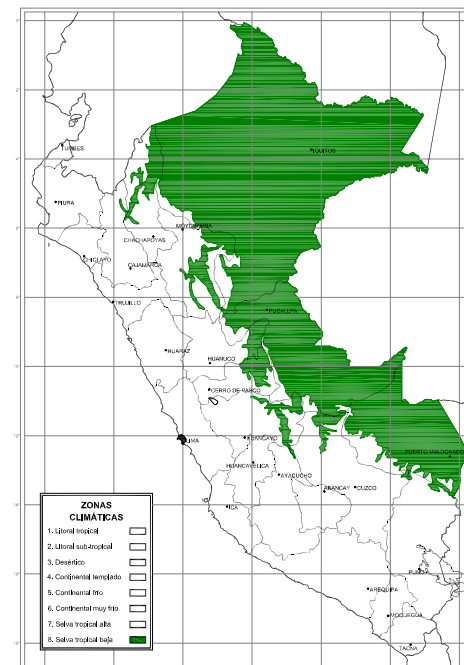 TUMBES
IQUITOS
PIURA
MOYOBAMBA
CHACHAPOYAS
CHICLAYO
CAJAMARCA
TRUJILLO
PUCALLPA
HUARAZ
HUANUCO
CERRO DE PASCO
LIMA
HUANCAYO
PUERTO MALDONADO
HUANCAVELICA
AYACUCHO
ABANCAY
CUZCO
ICA
PUNO
AREQUIPA
MOQUEGUA
TACNA
ZONAS
CLIMÁTICAS
1. Litoral tropical
2. Litoral sub-tropical
3. Desértico
4. Continental templado
5. Continental frío
6. Continental muy frío
7. Selva tropical alta
8. Selva tropical baja